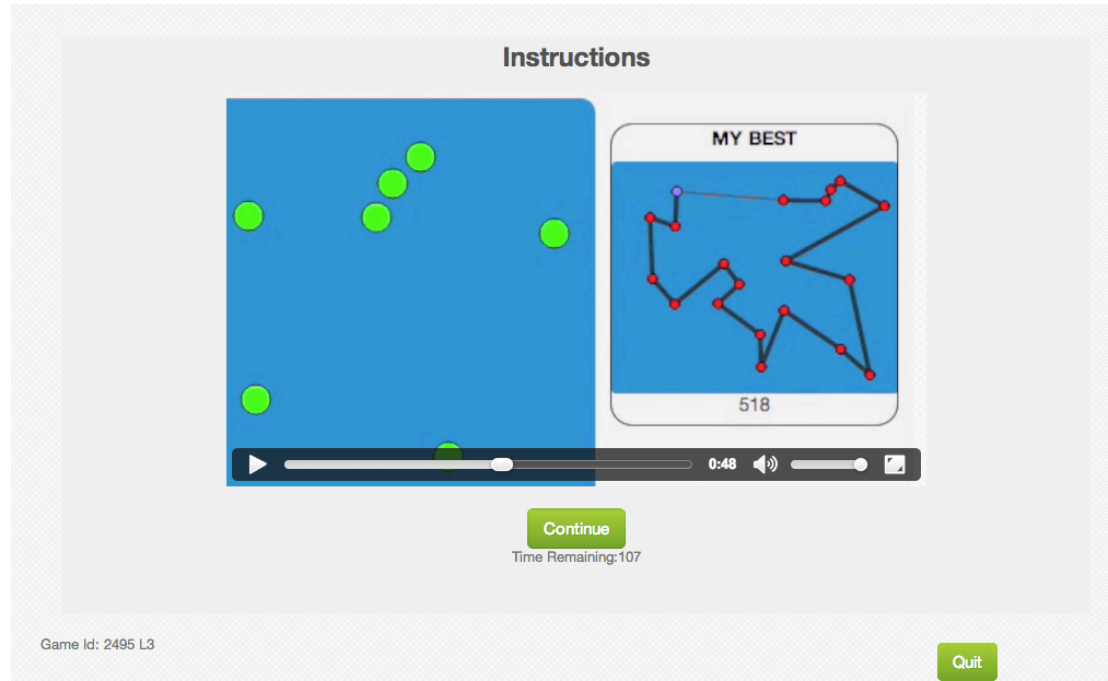 Instructions
MY BEST
518
0:48
Continue
Time Remaining:107
Game Id: 2495 L3
Quit